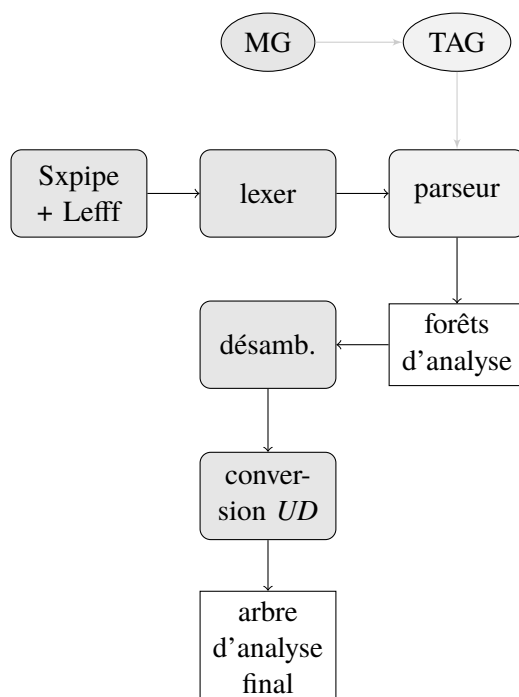 MG
TAG
Sxpipe
+ Lefff
lexer
parseur
forêts
d'analyse
désamb.
conver-
sion UD
arbre
d'analyse
final